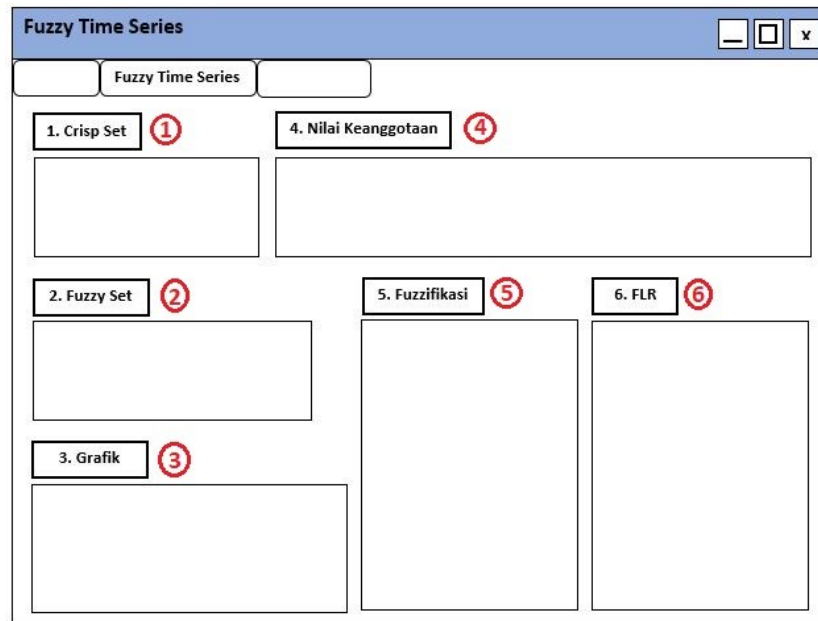 Fuzzy Time Series
x
Fuzzy Time Series
1. Crisp Set 1
4. Nilai Keanggotaan 4
2. Fuzzy Set 2
5. Fuzzifikasi 5
6. FLR 6
3. Grafik 3